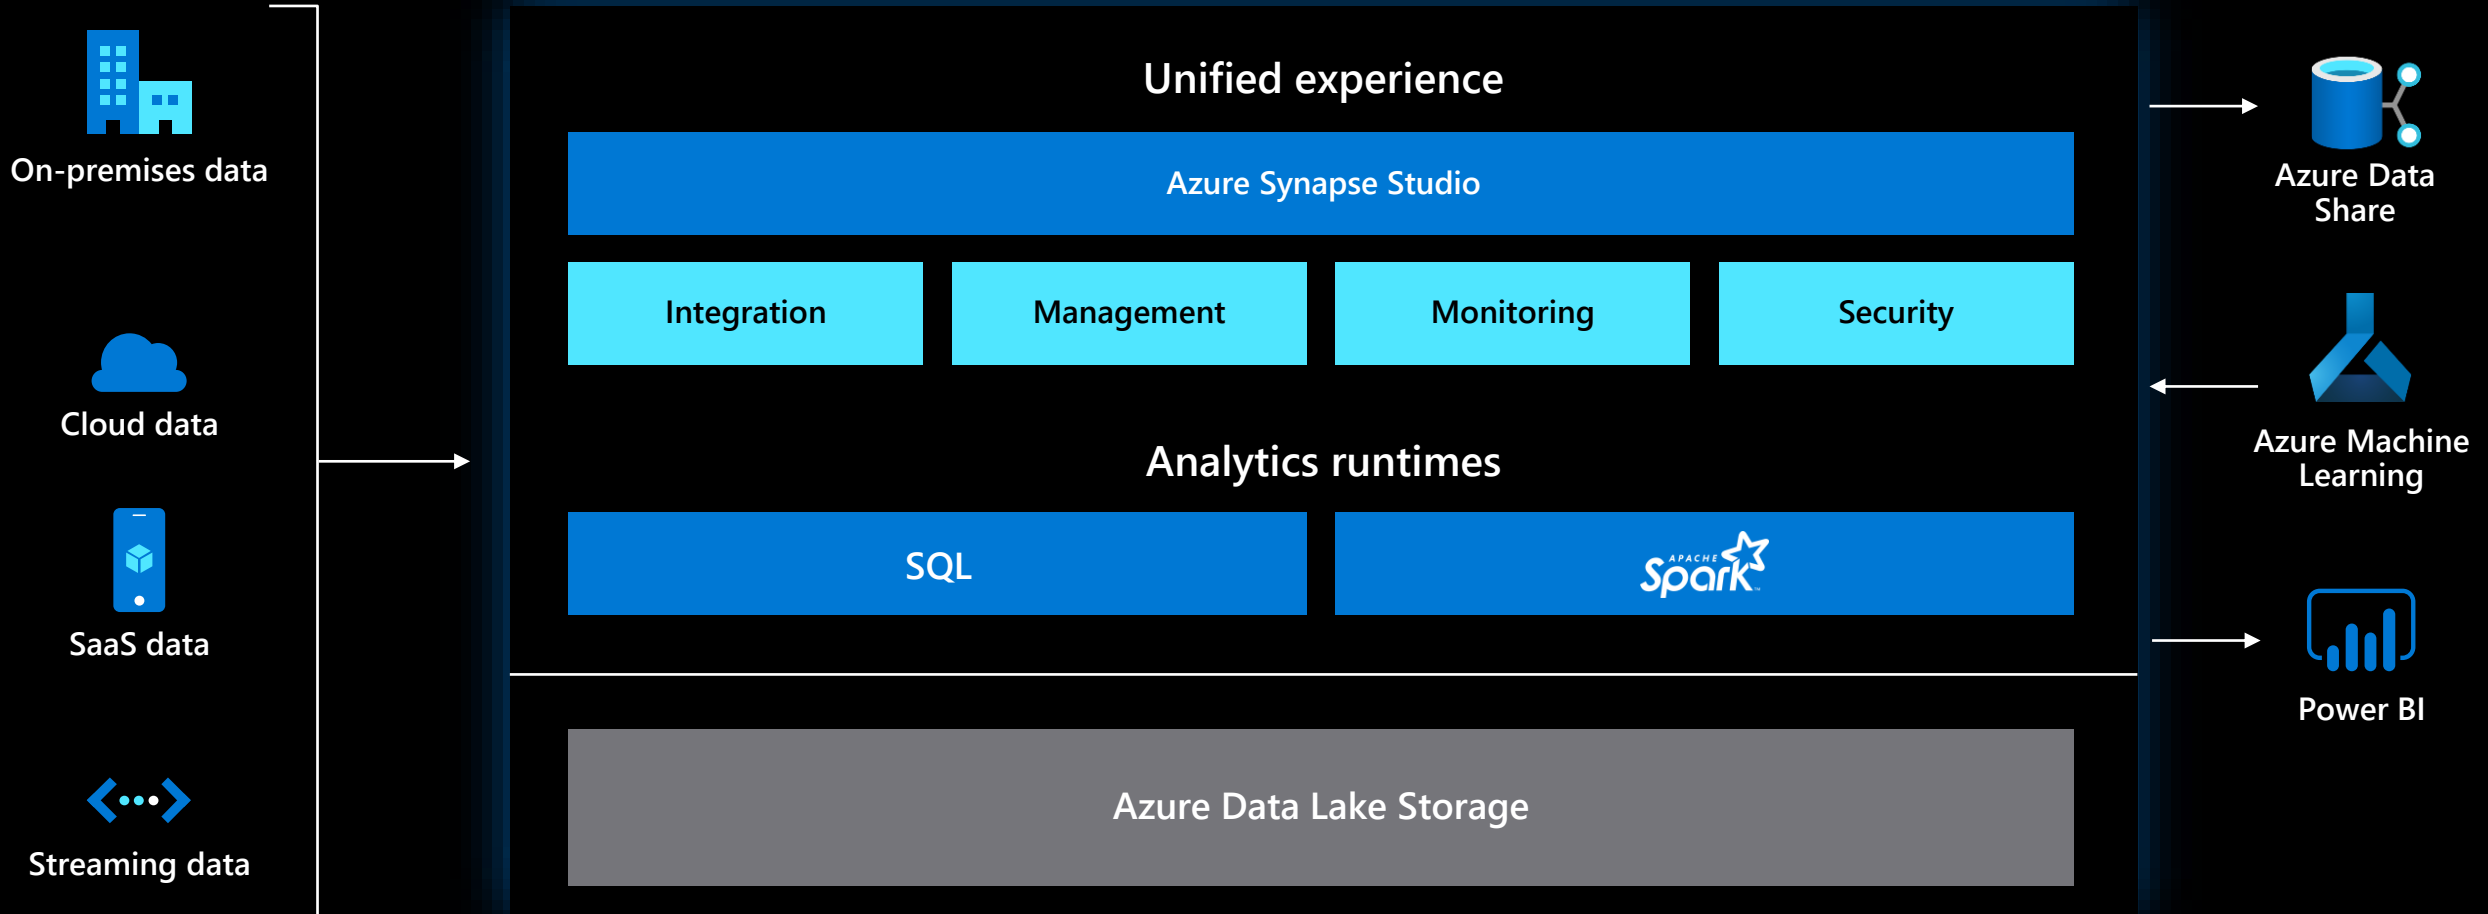 On-premises data
Cloud data
SaaS data
Streaming data
Unified experience
Azure Synapse Studio
Integration
Management
Monitoring
Security
Analytics runtimes
SQL
APACHE
Spark
Azure Data Lake Storage
Azure Data
Share
Azure Machine
Learning
Power BI